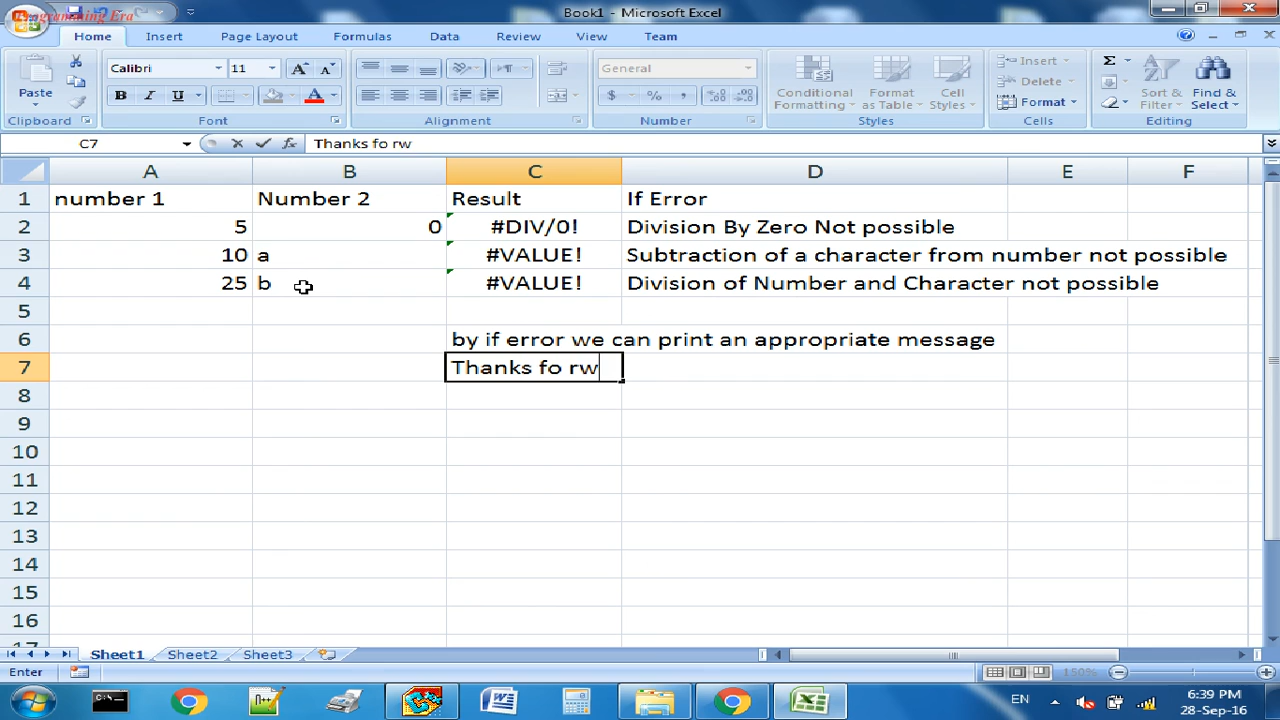 Programming Era
Book1 - Microsoft Excel
Home Insert Page Layout Formulas Data Review View Team
Calibri 11 General
Paste
Conditional Formatting
Format as Table
Cell Styles
Insert
Delete
Format
Sort & Filter
Find & Select
Clipboard Font Alignment Number Styles Cells Editing
C7 Thanks fo rw
A B C D E F
1 number 1 Number 2 Result If Error
2 5 0 #DIV/0! Division By Zero Not possible
3 10 a #VALUE! Subtraction of a character from number not possible
4 25 b #VALUE! Division of Number and Character not possible
5
6 by if error we can print an appropriate message
7 Thanks fo rw
8
9
10
11
12
13
14
15
16
17
Sheet1 Sheet2 Sheet3
Enter 150%
EN 6:39 PM
28-Sep-16